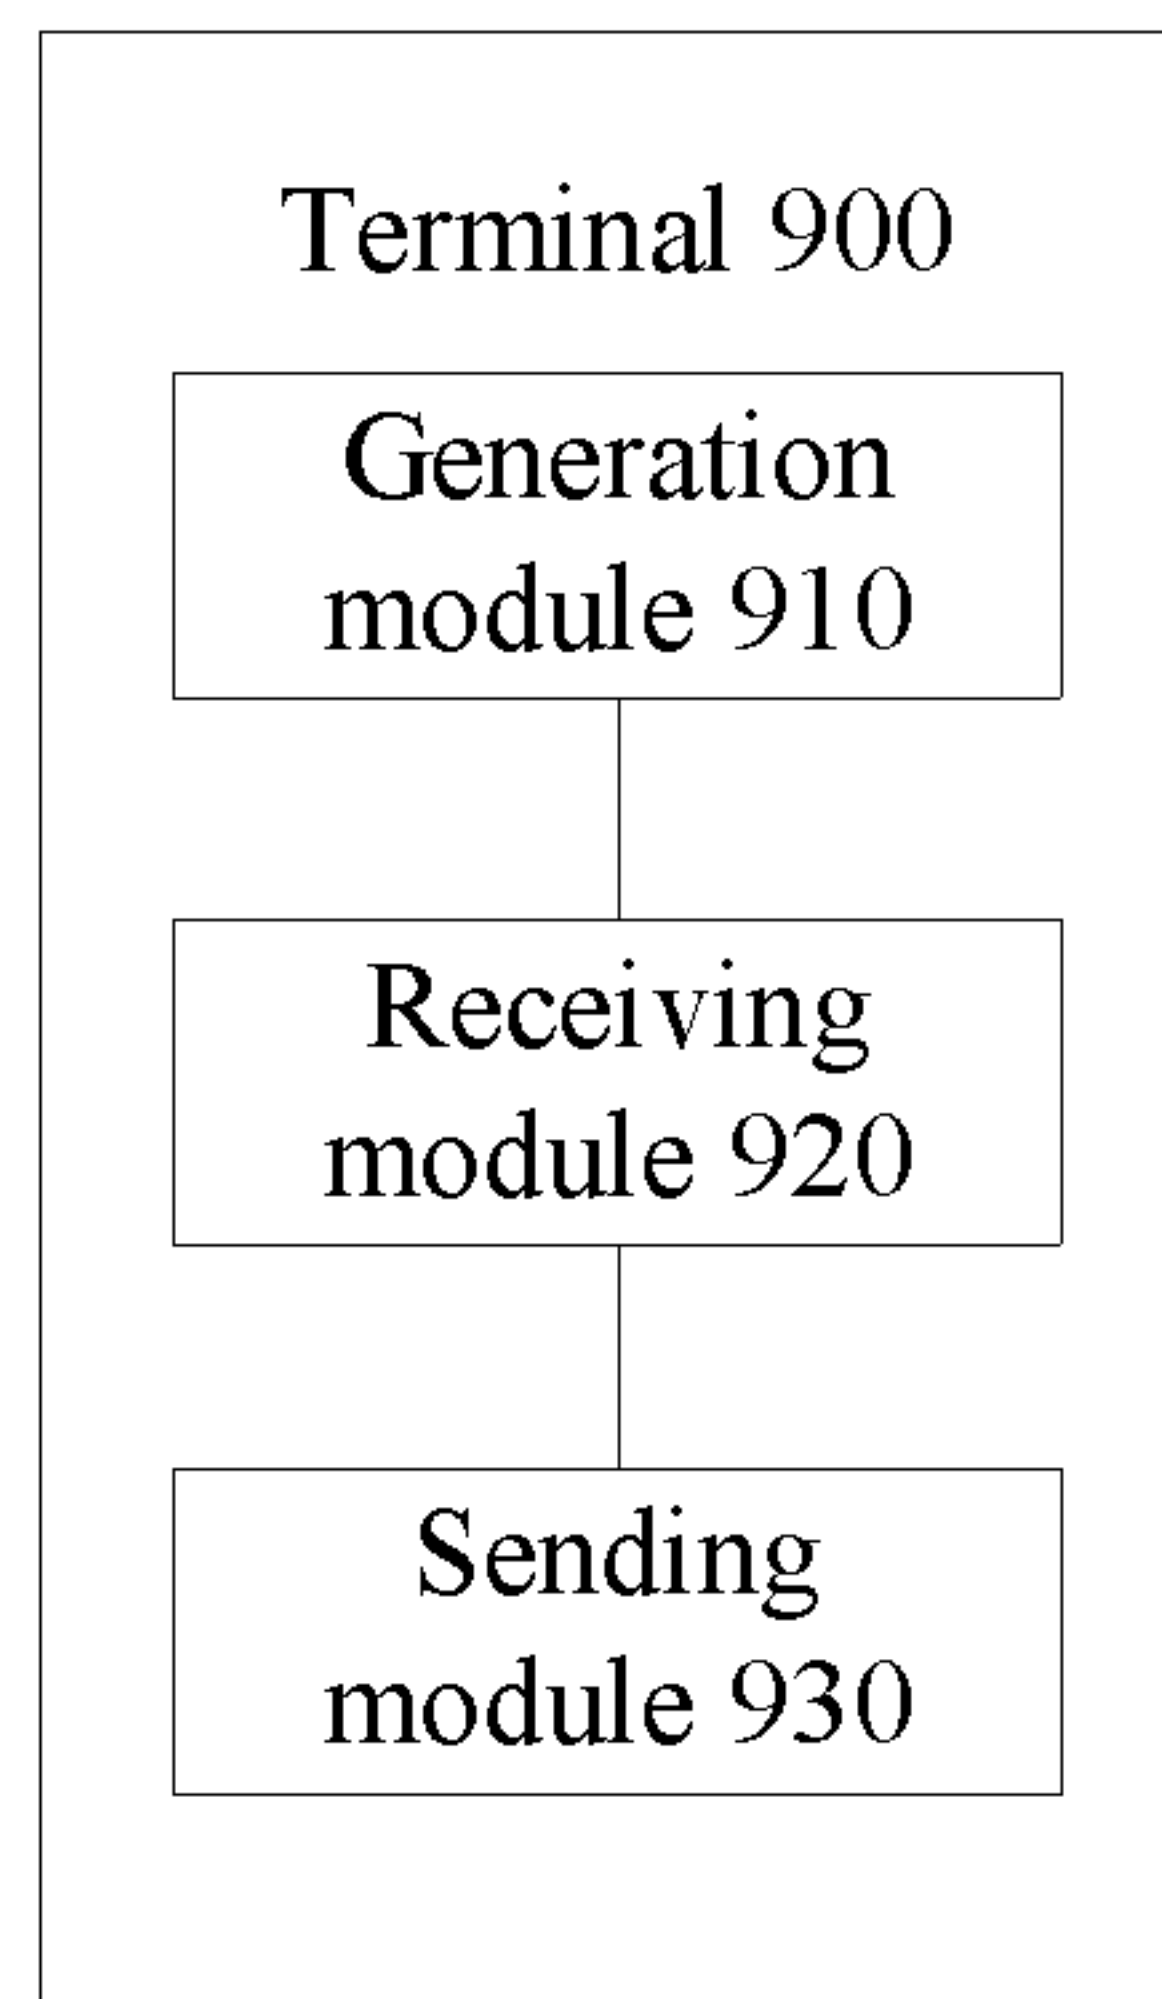 Terminal 900
Generation
module 910
Receiving
module 920
Sending
module 930